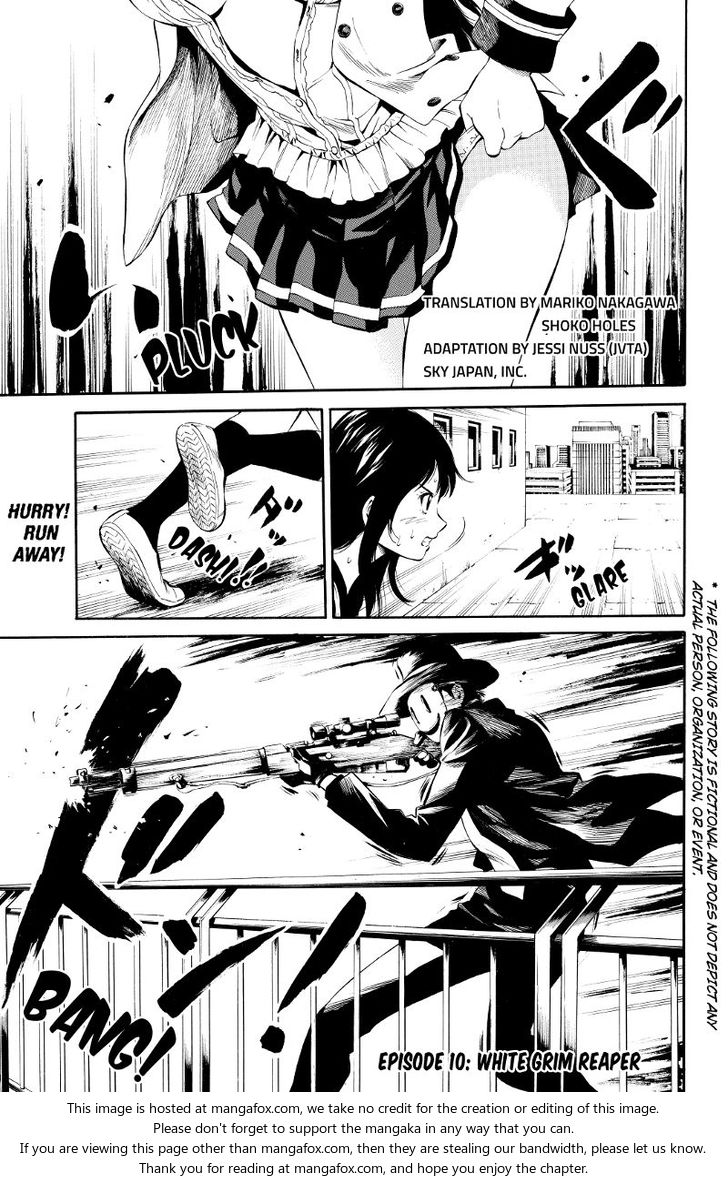 ぐ
い
PLUCK
TRANSLATION BY MARIKO NAKAGAWA
SHOKO HOLES
ADAPTATION BY JESSI NUSS (JVTA)
SKY JAPAN, INC.
HURRY!
RUN
AWAY!
ダッ
DASH!!!
ギッ
GLARE
* THE FOLLOWING STORY IS FICTIONAL AND DOES NOT DEPICT ANY
ACTUAL PERSON, ORGANIZATION, OR EVENT.
ドン!
BANG!
EPISODE 10: WHITE GRIM REAPER
This image is hosted at mangafox.com, we take no credit for the creation or editing of this image.
Please don't forget to support the mangaka in any way that you can.
If you are viewing this page other than mangafox.com, then they are stealing our bandwidth, please let us know.
Thank you for reading at mangafox.com, and hope you enjoy the chapter.